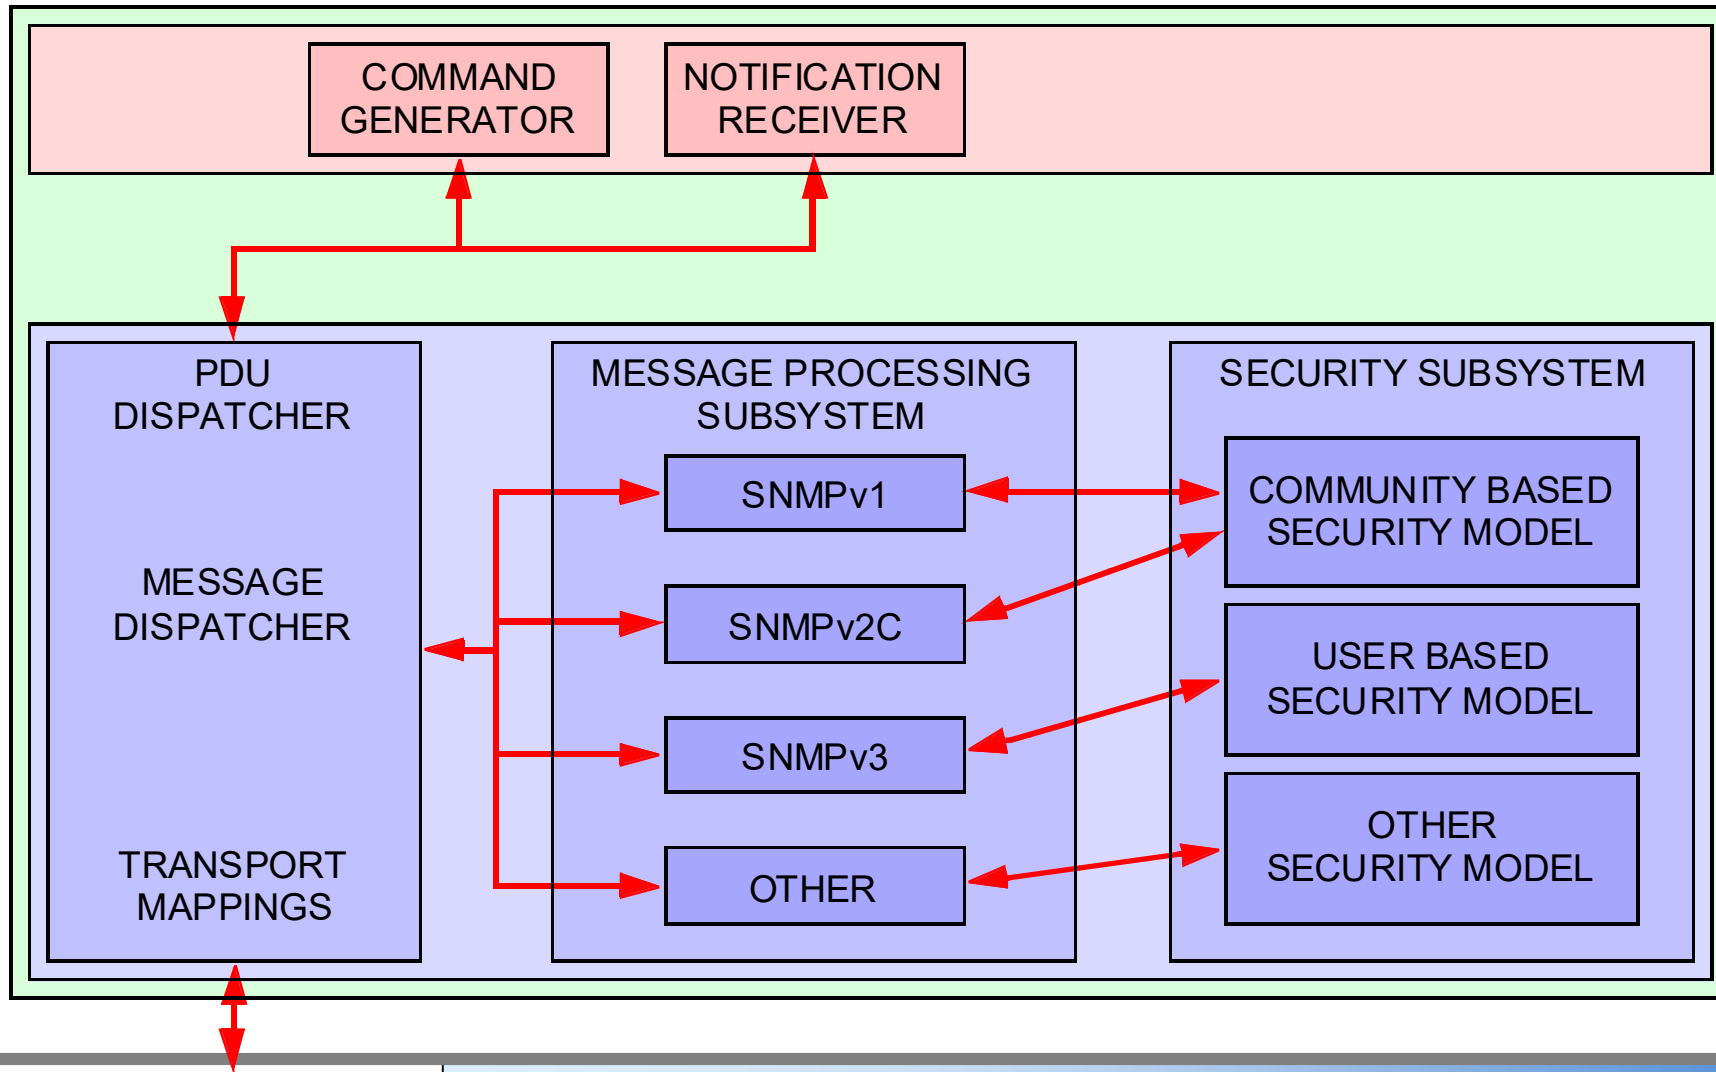 COMMAND
GENERATOR
NOTIFICATION
RECEIVER
PDU
DISPATCHER
MESSAGE
DISPATCHER
TRANSPORT
MAPPINGS
MESSAGE PROCESSING
SUBSYSTEM
SNMPv1
SNMPv2C
SNMPv3
OTHER
SECURITY SUBSYSTEM
COMMUNITY BASED
SECURITY MODEL
USER BASED
SECURITY MODEL
OTHER
SECURITY MODEL